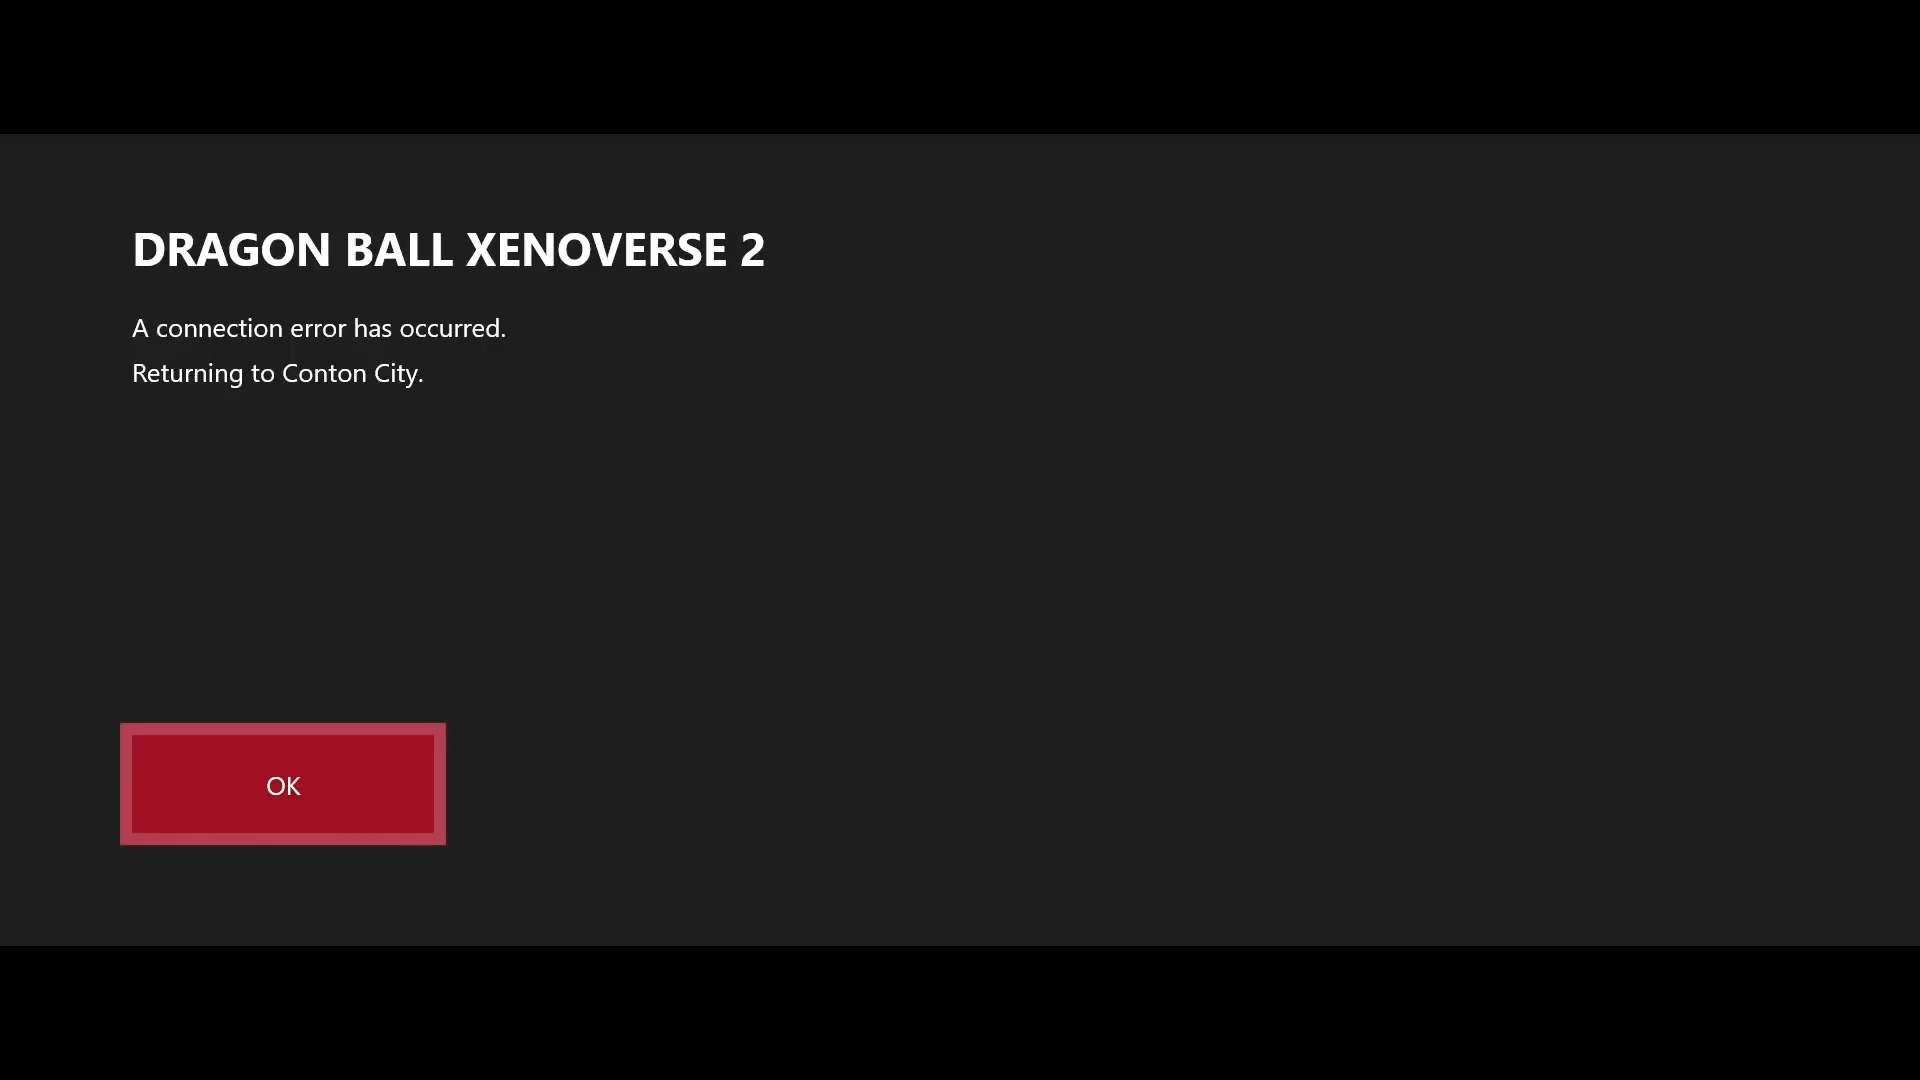 DRAGON BALL XENOVERSE 2
A connection error has occurred.
Returning to Conton City.
OK